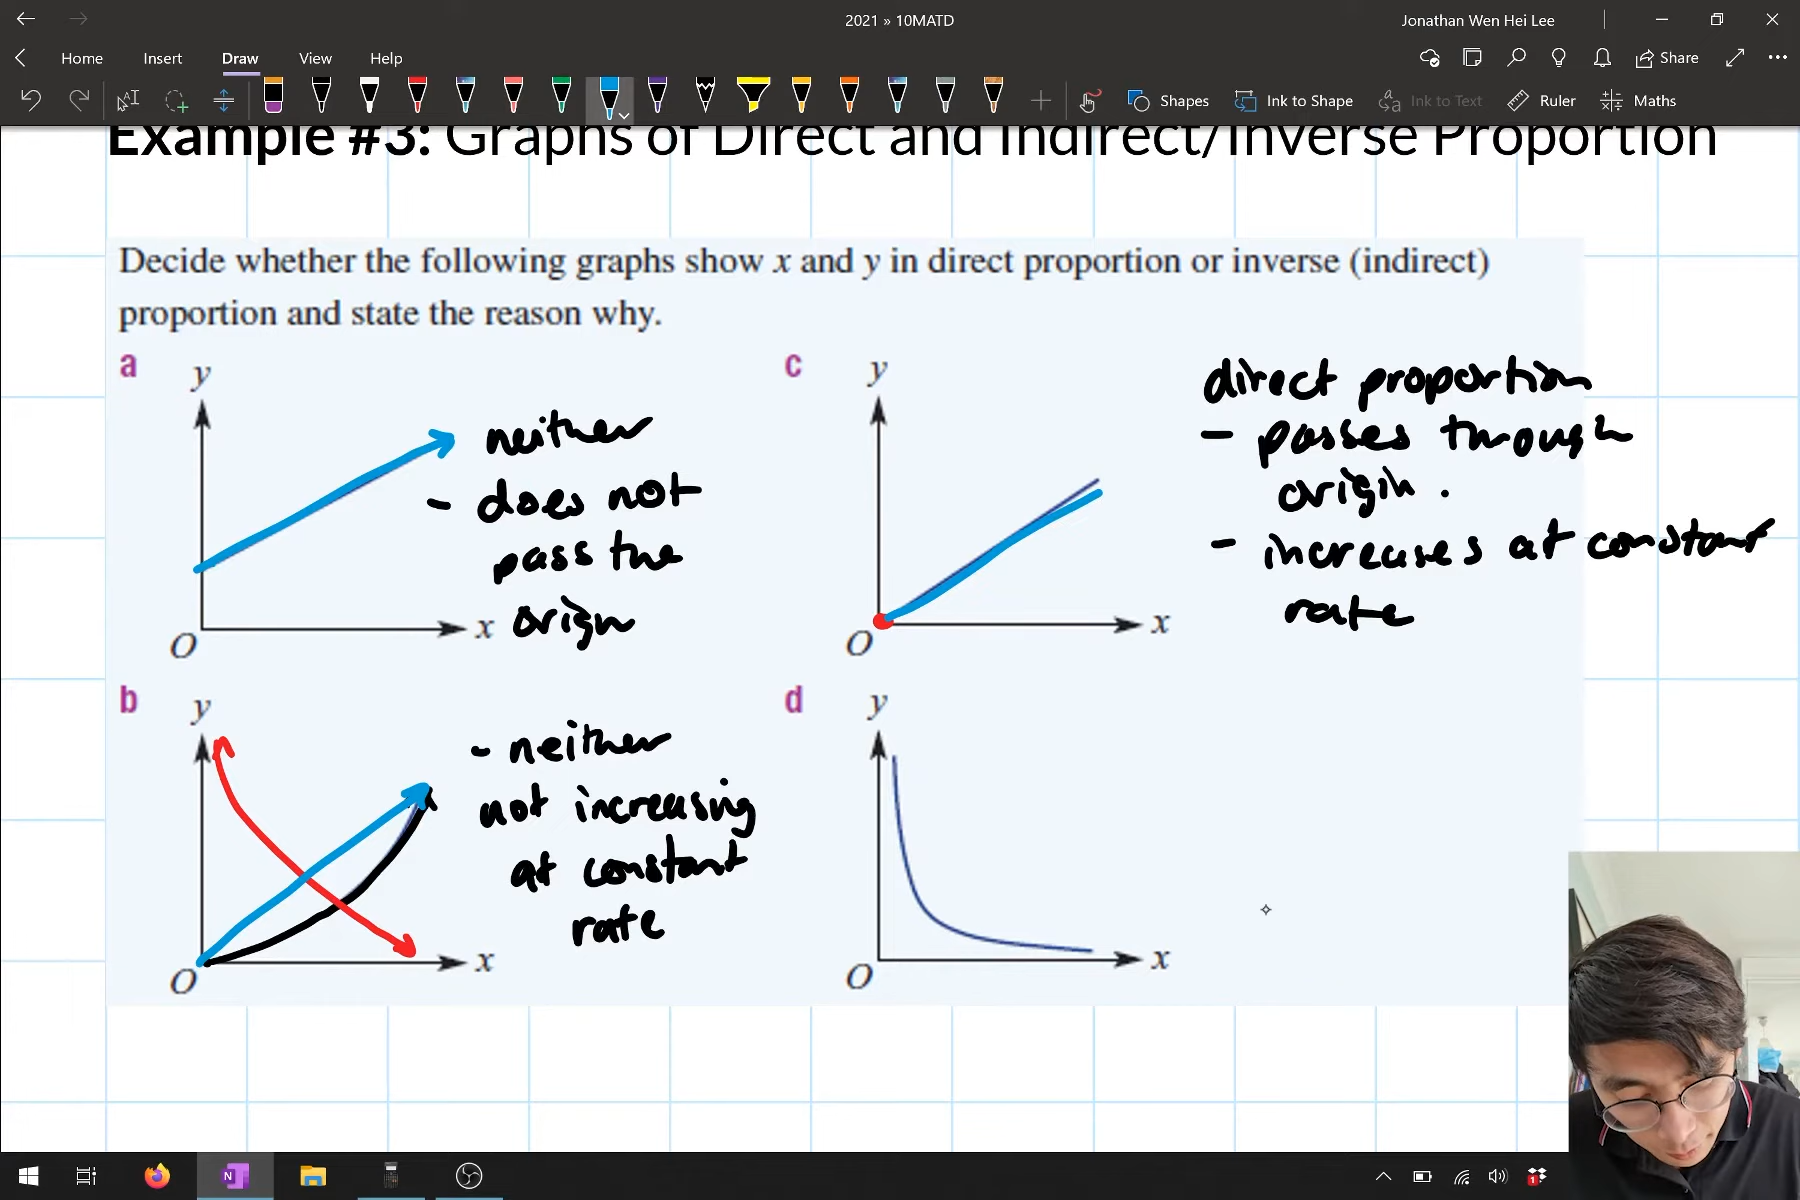 2021 » 10MATD
Jonathan Wen Hei Lee
Home Insert Draw View Help
Share
Shapes
Ink to Shape
Ink to Text
Ruler
Maths
Example #3: Graphs of Direct and Indirect/Inverse Proportion
Decide whether the following graphs show x and y in direct proportion or inverse (indirect)
proportion and state the reason why.
a
y
neither
- does not
pass the
origin
x
O
c
y
direct proportion
- passes through
origin.
- increases at constant
rate
x
O
b
y
- neither
not increasing
at constant
rate
x
O
d
y
x
O